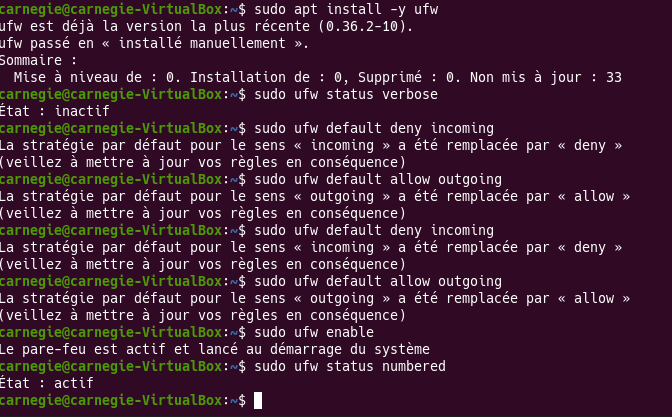 carnegie@carnegie-VirtualBox:~$ sudo apt install -y ufw
ufw est déjà la version la plus récente (0.36.2-10).
ufw passé en « installé manuellement ».
Sommaire :
  Mise à niveau de : 0. Installation de : 0, Supprimé : 0. Non mis à jour : 33
carnegie@carnegie-VirtualBox:~$ sudo ufw status verbose
État : inactif
carnegie@carnegie-VirtualBox:~$ sudo ufw default deny incoming
La stratégie par défaut pour le sens « incoming » a été remplacée par « deny »
(veillez à mettre à jour vos règles en conséquence)
carnegie@carnegie-VirtualBox:~$ sudo ufw default allow outgoing
La stratégie par défaut pour le sens « outgoing » a été remplacée par « allow »
(veillez à mettre à jour vos règles en conséquence)
carnegie@carnegie-VirtualBox:~$ sudo ufw default deny incoming
La stratégie par défaut pour le sens « incoming » a été remplacée par « deny »
(veillez à mettre à jour vos règles en conséquence)
carnegie@carnegie-VirtualBox:~$ sudo ufw default allow outgoing
La stratégie par défaut pour le sens « outgoing » a été remplacée par « allow »
(veillez à mettre à jour vos règles en conséquence)
carnegie@carnegie-VirtualBox:~$ sudo ufw enable
Le pare-feu est actif et lancé au démarrage du système
carnegie@carnegie-VirtualBox:~$ sudo ufw status numbered
État : actif
carnegie@carnegie-VirtualBox:~$